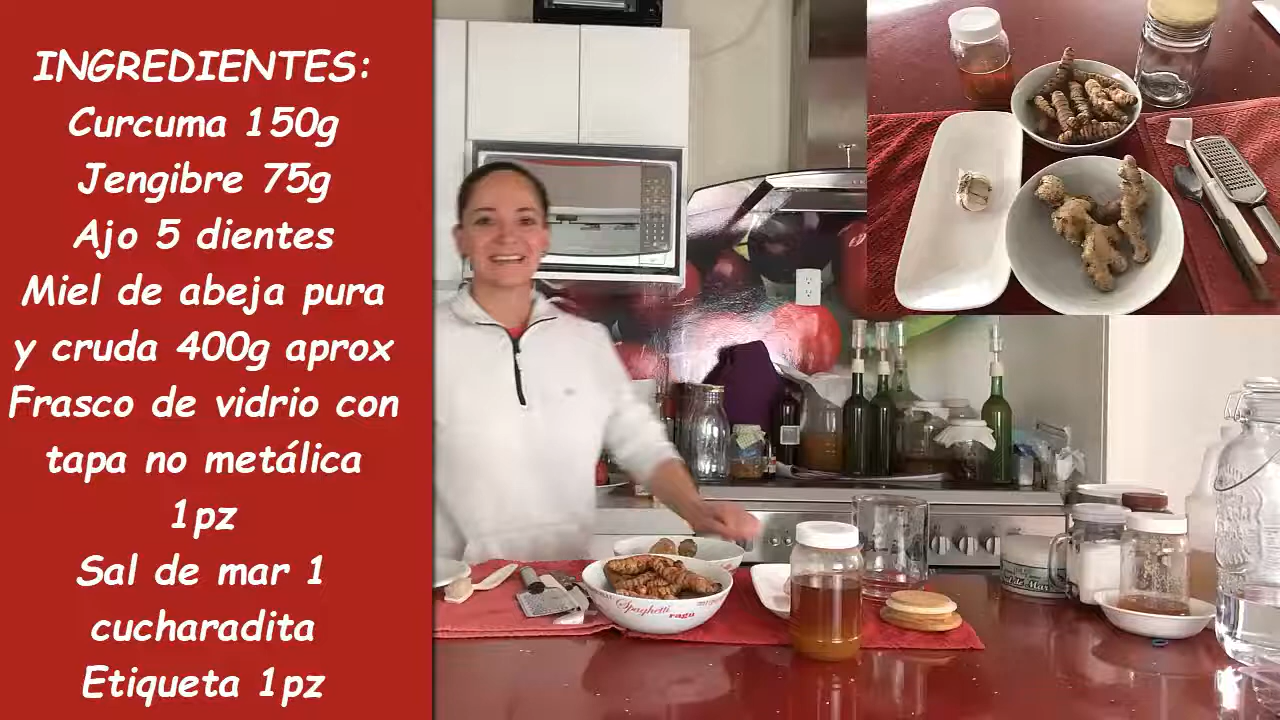 INGREDIENTES:
Curcuma 150g
Jengibre 75g
Ajo 5 dientes
Miel de abeja pura
y cruda 400g aprox
Frasco de vidrio con
tapa no metálica
1pz
Sal de mar 1
cucharadita
Etiqueta 1pz
Spaghetti
ragù